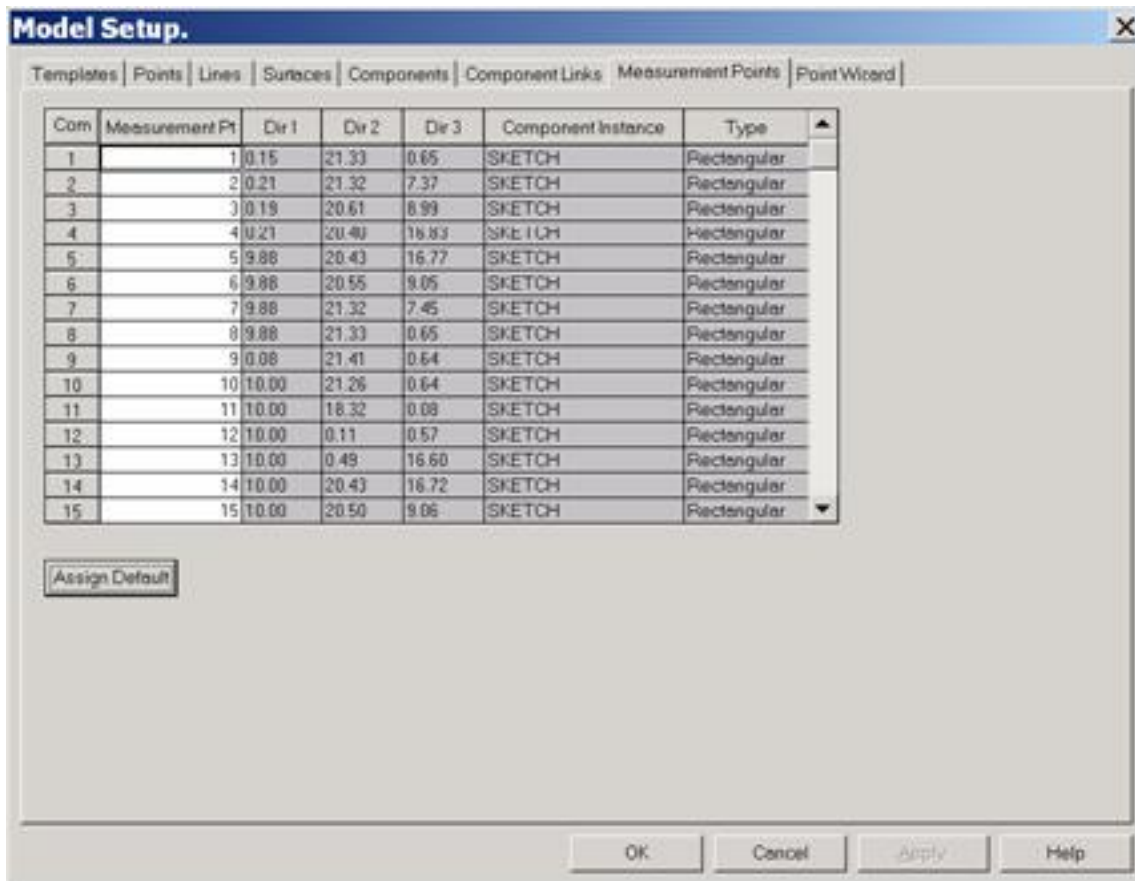 Model Setup.
Templates Points Lines Surfaces Components Component Links Measurement Points Point Wizard
Com Measurement Pt Dir 1 Dir 2 Dir 3 Component Instance Type
1 1 0.15 21.33 0.65 SKETCH Rectangular
2 2 0.21 21.32 7.37 SKETCH Rectangular
3 3 0.19 20.61 8.99 SKETCH Rectangular
4 4 0.21 20.40 16.83 SKETCH Rectangular
5 5 9.88 20.43 16.77 SKETCH Rectangular
6 6 9.88 20.55 9.05 SKETCH Rectangular
7 7 9.88 21.32 7.45 SKETCH Rectangular
8 8 9.88 21.33 0.65 SKETCH Rectangular
9 9 0.08 21.41 0.64 SKETCH Rectangular
10 10 10.00 21.26 0.64 SKETCH Rectangular
11 11 10.00 18.32 0.08 SKETCH Rectangular
12 12 10.00 0.11 0.57 SKETCH Rectangular
13 13 10.00 0.49 16.60 SKETCH Rectangular
14 14 10.00 20.43 16.72 SKETCH Rectangular
15 15 10.00 20.50 9.06 SKETCH Rectangular
Assign Default
OK Cancel Apply Help